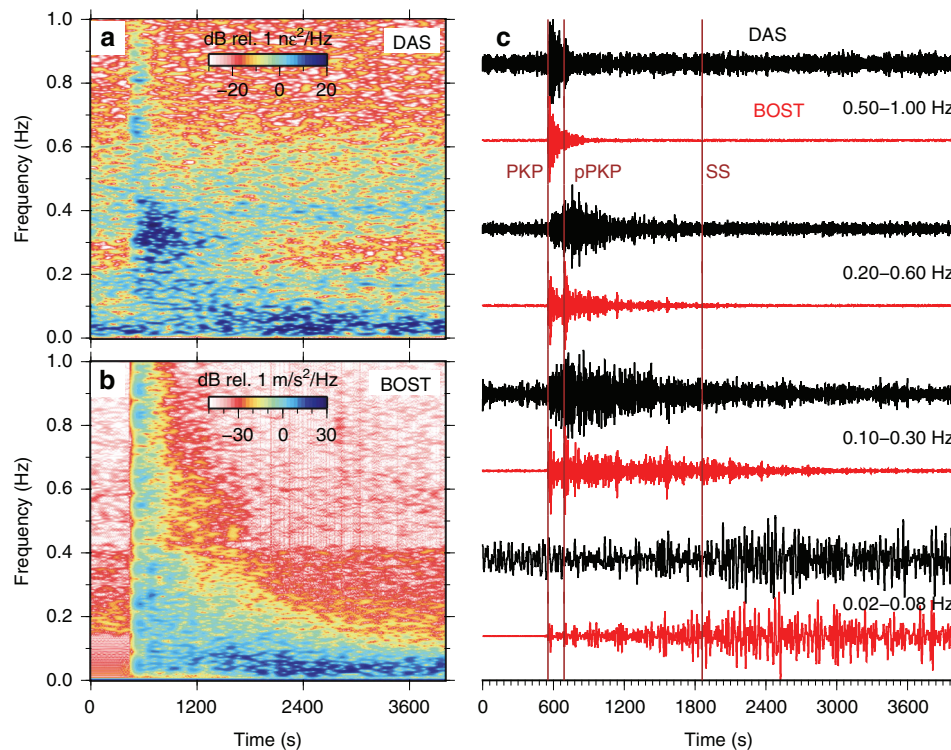 a
DAS
dB rel. 1 nε²/Hz
−20 0 20
Frequency (Hz)
1.0
0.8
0.6
0.4
0.2
0.0
b
BOST
dB rel. 1 m/s²/Hz
−30 0 30
Frequency (Hz)
1.0
0.8
0.6
0.4
0.2
0.0
0 1200 2400 3600
Time (s)
c
DAS
BOST
0.50–1.00 Hz
PKP
pPKP
SS
0.20–0.60 Hz
0.10–0.30 Hz
0.02–0.08 Hz
0 600 1200 1800 2400 3000 3600
Time (s)